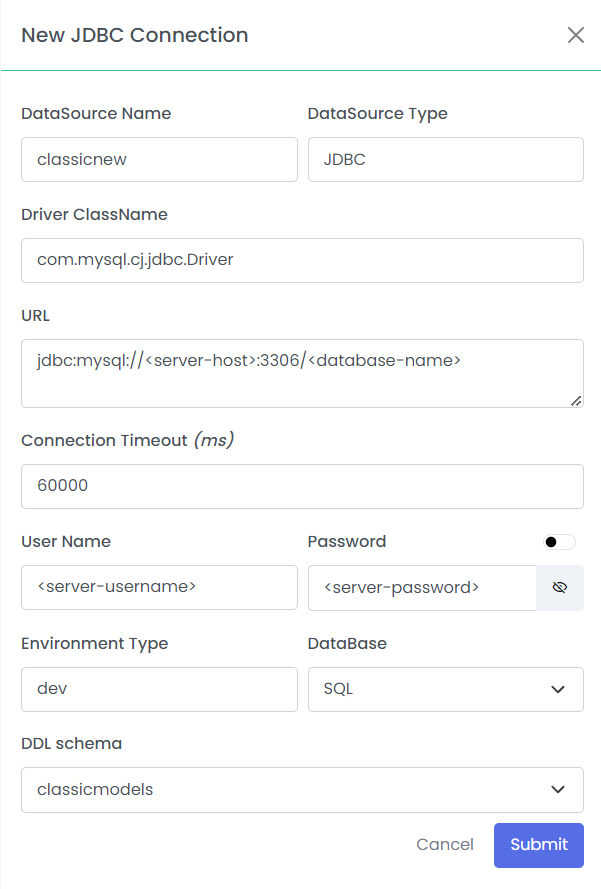 New JDBC Connection
DataSource Name
DataSource Type
classicnew
JDBC
Driver ClassName
com.mysql.cj.jdbc.Driver
URL
jdbc:mysql://<server-host>:3306/<database-name>
Connection Timeout (ms)
60000
User Name
Password
<server-username>
<server-password>
Environment Type
DataBase
dev
SQL
DDL schema
classicmodels
Cancel
Submit